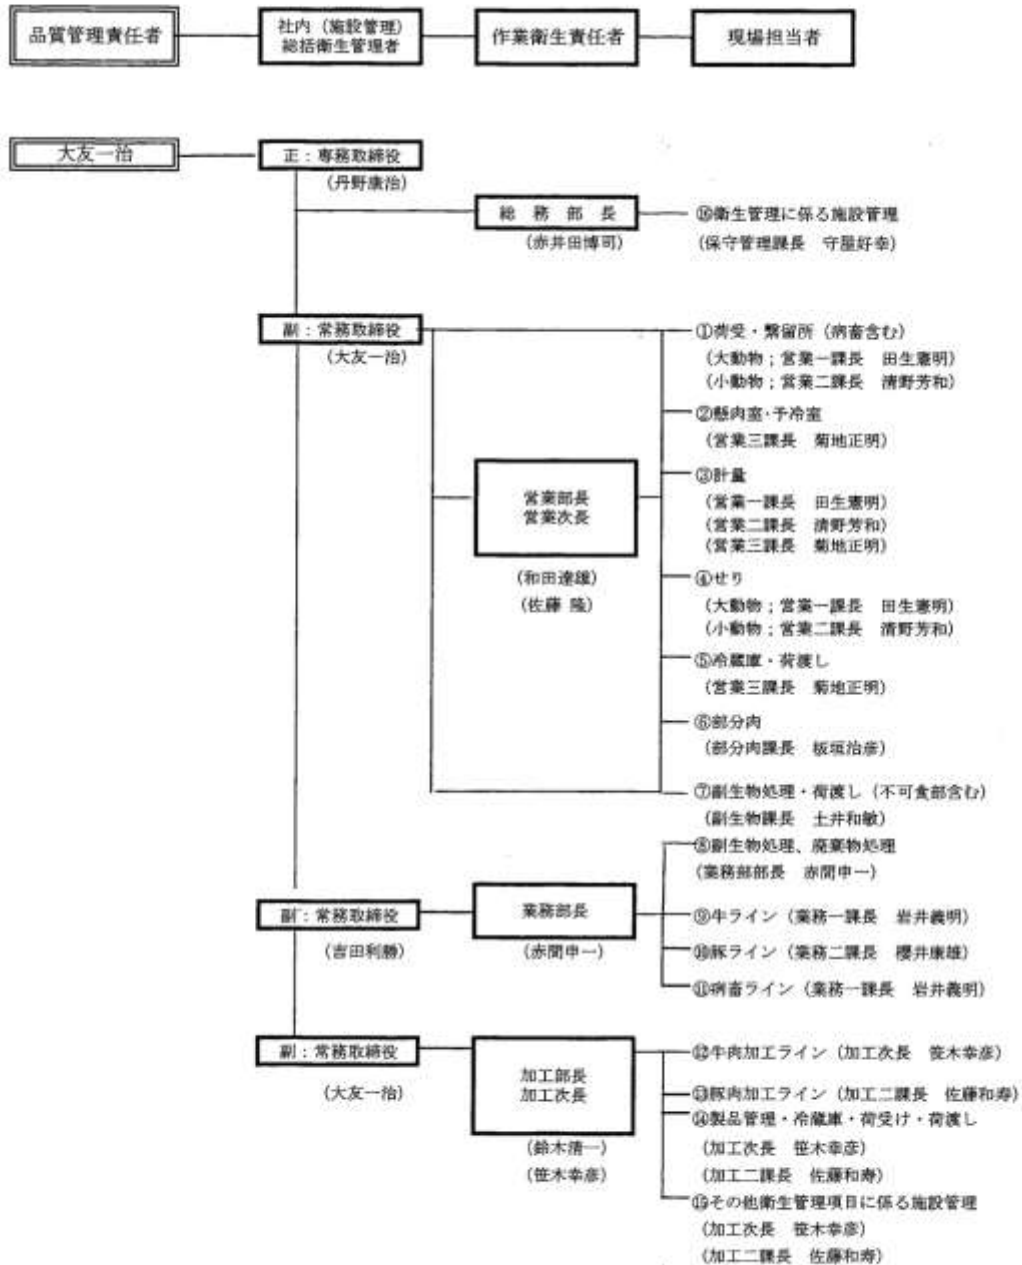 品質管理責任者
社内（施設管理）
総括衛生管理者
作業衛生責任者
現場担当者
大友一治
正：専務取締役
（丹野康治）
総務部長
（赤井田博司）
⑯衛生管理に係る施設管理
（保守管理課長　守屋好幸）
副：常務取締役
（大友一治）
営業部長
営業次長
（和田達雄）
（佐藤 隆）
①荷受・繋留所（病畜含む）
（大動物；営業一課長　田生憲明）
（小動物；営業二課長　清野芳和）
②懸肉室・予冷室
（営業三課長　菊地正明）
③計量
（営業一課長　田生憲明）
（営業二課長　清野芳和）
（営業三課長　菊地正明）
④せり
（大動物；営業一課長　田生憲明）
（小動物；営業二課長　清野芳和）
⑤冷蔵庫・荷渡し
（営業三課長　菊地正明）
⑥部分肉
（部分肉課長　板垣治彦）
⑦副生物処理・荷渡し（不可食部含む）
（副生物課長　土井和敏）
⑧副生物処理、廃棄物処理
（業務部部長　赤間申一）
副：常務取締役
（吉田利勝）
業務部長
（赤間申一）
⑨牛ライン（業務一課長　岩井義明）
⑩豚ライン（業務二課長　櫻井康雄）
⑪病畜ライン（業務一課長　岩井義明）
副：常務取締役
（大友一治）
加工部長
加工次長
（鈴木清一）
（笹木幸彦）
⑫牛肉加工ライン（加工次長　笹木幸彦）
⑬豚肉加工ライン（加工二課長　佐藤和寿）
⑭製品管理・冷蔵庫・荷受け・荷渡し
（加工次長　笹木幸彦）
（加工二課長　佐藤和寿）
⑮その他衛生管理項目に係る施設管理
（加工次長　笹木幸彦）
（加工二課長　佐藤和寿）